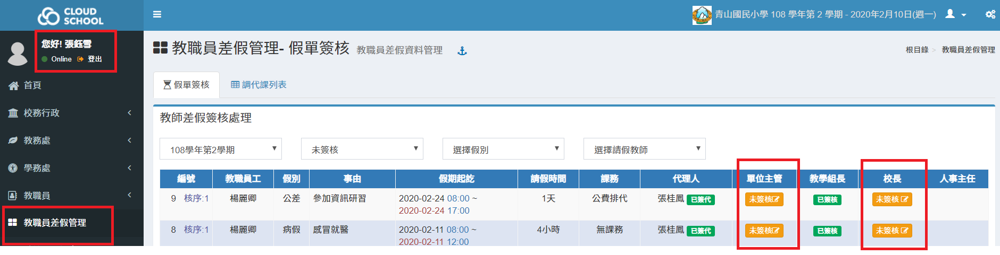 CLOUD
SCHOOL
青山國民小學 108 學年第 2 學期 - 2020年2月10日(週一)
您好! 張鈺雪
Online 登出
首頁
校務行政
教務處
學務處
教職員
教職員差假管理
教職員差假管理- 假單簽核 教職員差假資料管理
根目錄 > 教職員差假管理
假單簽核 調代課列表
教師差假簽核處理
108學年第2學期 未簽核 選擇假別 選擇請假教師
編號 教職員工 假別 事由 假期起訖 請假時間 課務 代理人 單位主管 教學組長 校長 人事主任
9 核序:1 楊麗卿 公差 參加資訊研習 2020-02-24 08:00 ~ 1天 公費排代 張桂鳳 已簽代 未簽核 已簽核 未簽核
2020-02-24 17:00
8 核序:1 楊麗卿 病假 感冒就醫 2020-02-11 08:00 ~ 4小時 無課務 張桂鳳 已簽代 未簽核 已簽核 未簽核
2020-02-11 12:00